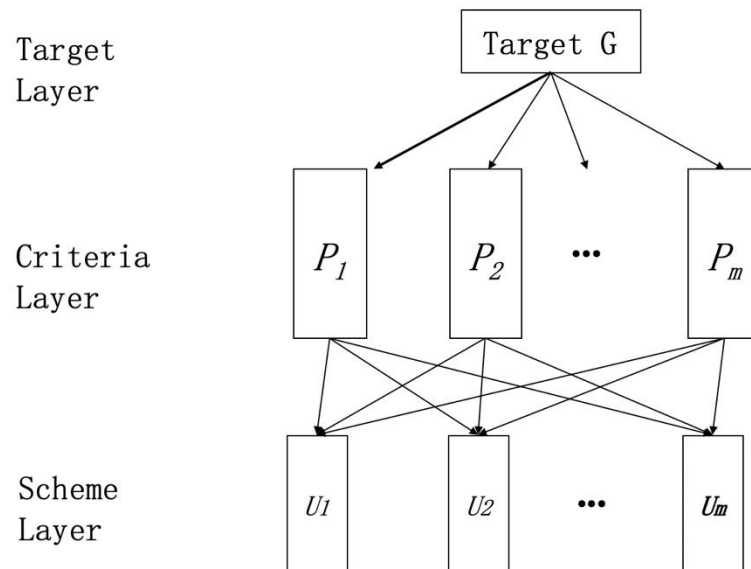 Target
Layer
Target G
Criteria
Layer
P1
P2
•••
Pm
Scheme
Layer
U1
U2
•••
Um